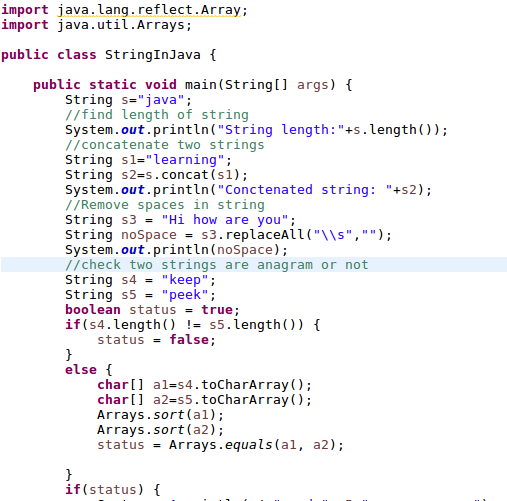 import java.lang.reflect.Array;
import java.util.Arrays;
public class StringInJava {
public static void main(String[] args) {
String s="java";
//find length of string
System.out.println("String length:"+s.length());
//concatenate two strings
String s1="learning";
String s2=s.concat(s1);
System.out.println("Conctenated string: "+s2);
//Remove spaces in string
String s3 = "Hi how are you";
String noSpace = s3.replaceAll("\\s","");
System.out.println(noSpace);
//check two strings are anagram or not
String s4 = "keep";
String s5 = "peek";
boolean status = true;
if(s4.length() != s5.length()) {
status = false;
}
else {
char[] a1=s4.toCharArray();
char[] a2=s5.toCharArray();
Arrays.sort(a1);
Arrays.sort(a2);
status = Arrays.equals(a1, a2);
}
if(status) {